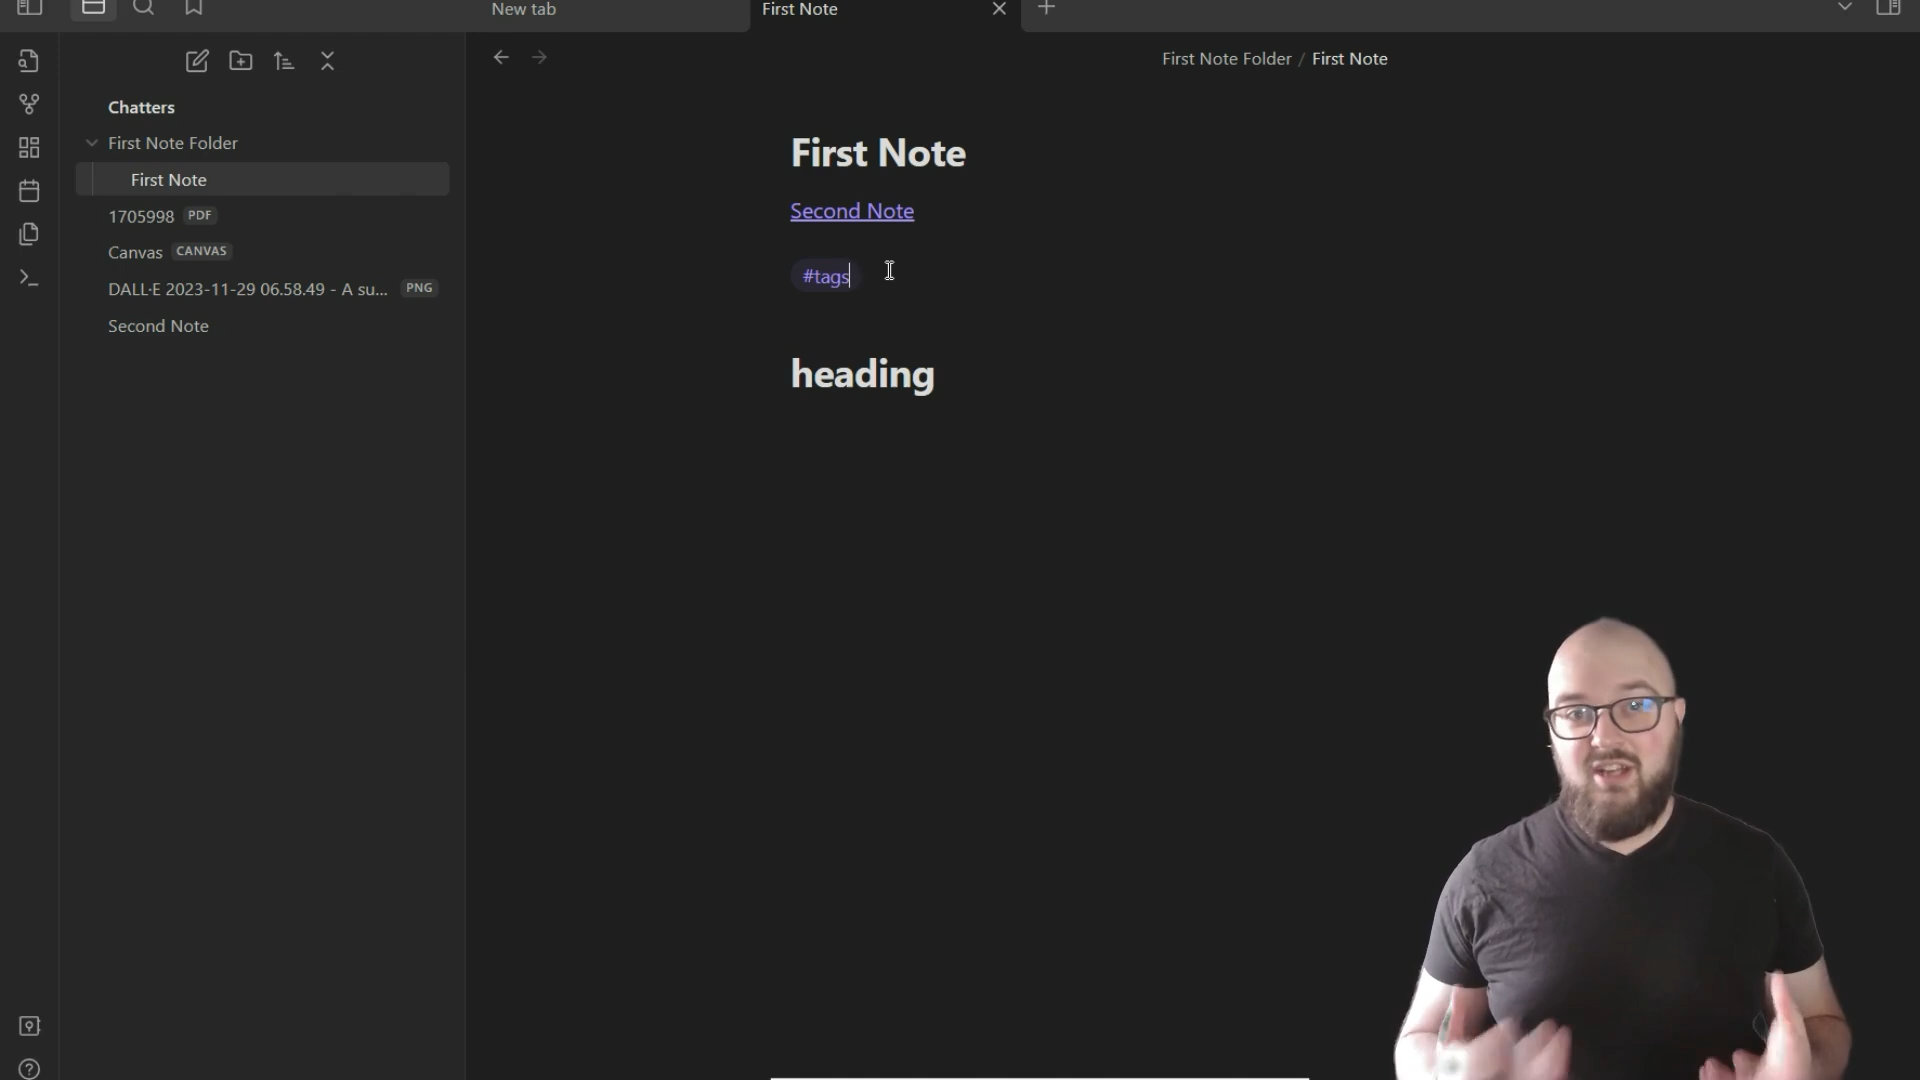 New tab
First Note
First Note Folder / First Note
Chatters
First Note Folder
First Note
1705998 PDF
Canvas CANVAS
DALL·E 2023-11-29 06.58.49 - A su... PNG
Second Note
First Note
Second Note
#tags
heading